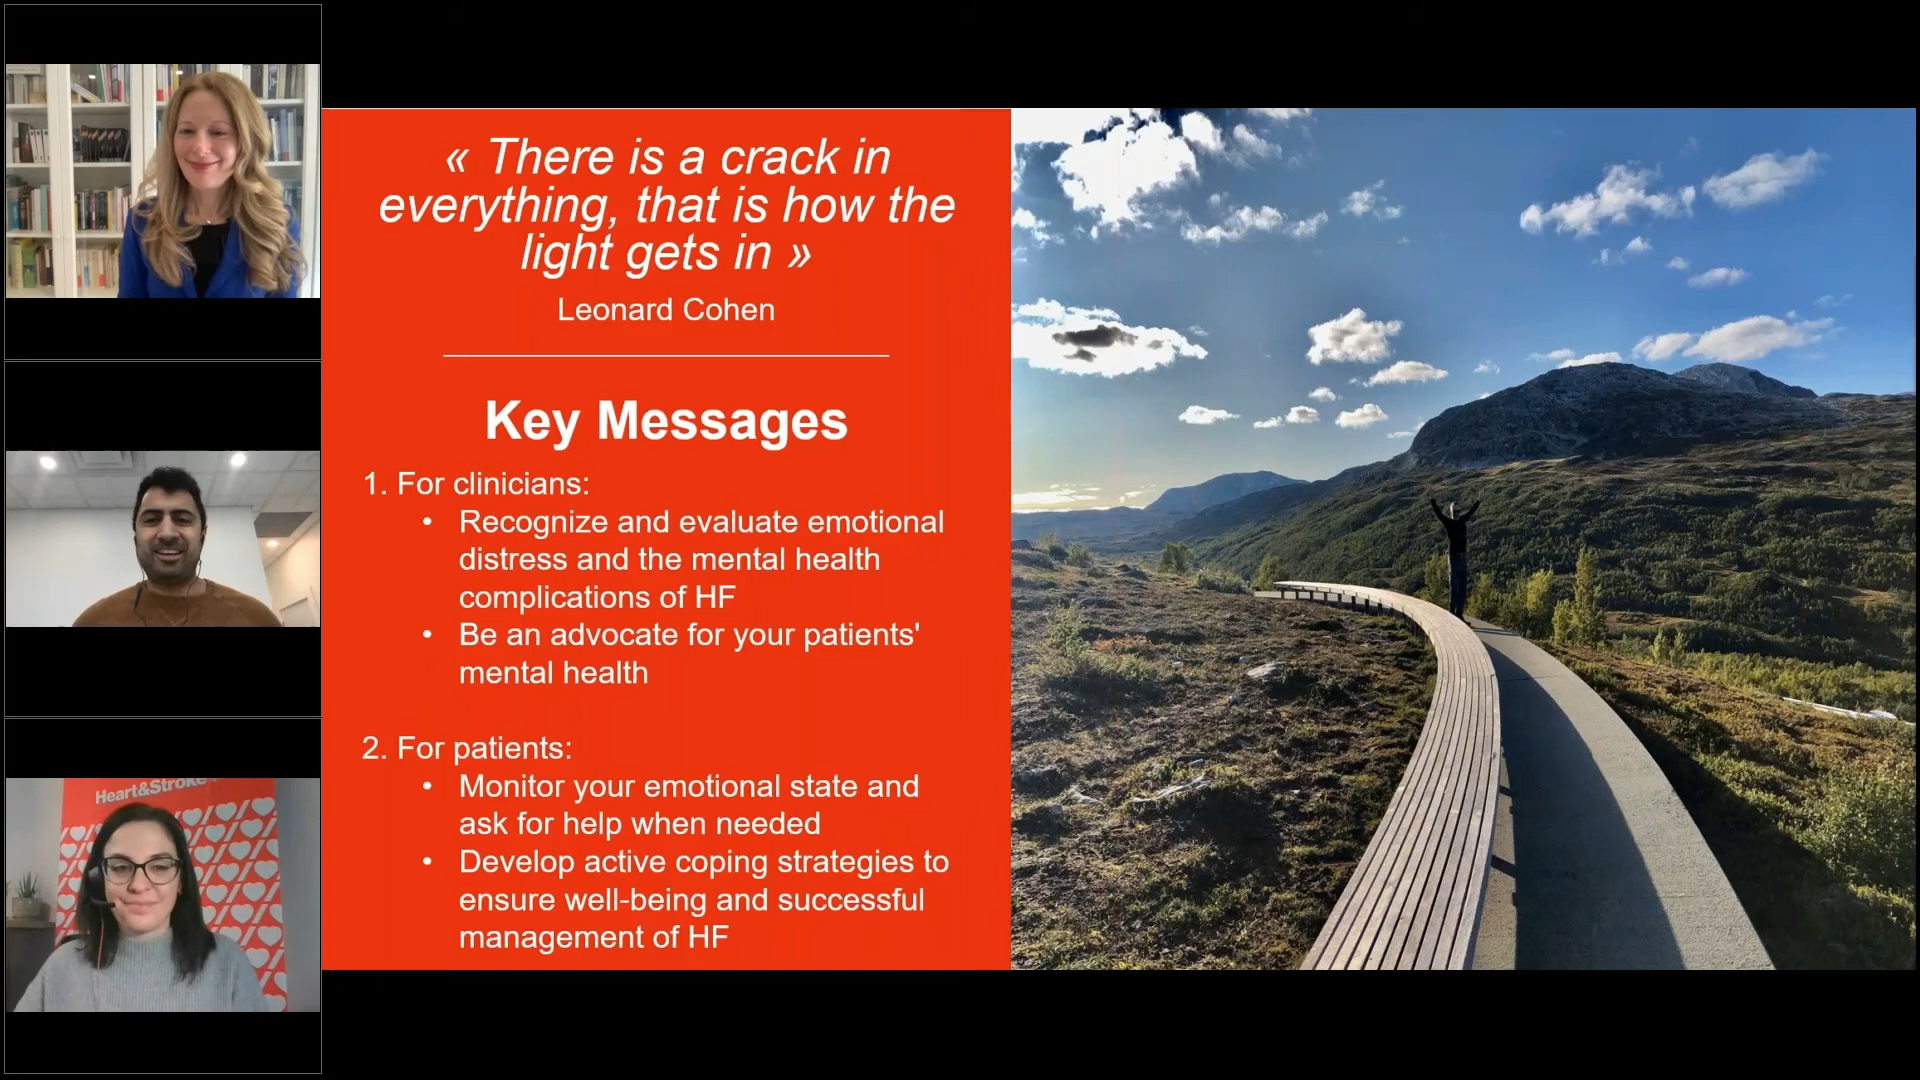 « There is a crack in
everything, that is how the
light gets in »
Leonard Cohen
Key Messages
1. For clinicians:
• Recognize and evaluate emotional
distress and the mental health
complications of HF
• Be an advocate for your patients'
mental health
2. For patients:
• Monitor your emotional state and
ask for help when needed
• Develop active coping strategies to
ensure well-being and successful
management of HF
Heart&Stroke